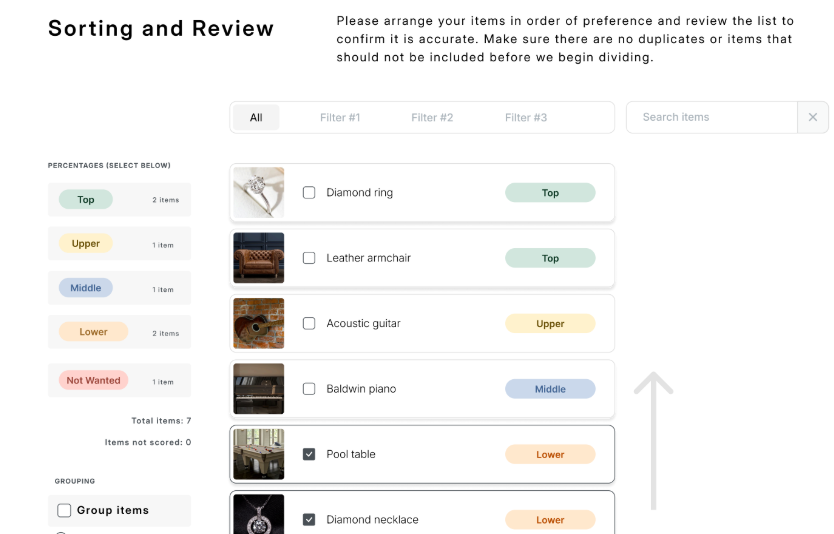 Sorting and Review
Please arrange your items in order of preference and review the list to
confirm it is accurate. Make sure there are no duplicates or items that
should not be included before we begin dividing.
All
Filter #1
Filter #2
Filter #3
Search items
PERCENTAGES (SELECT BELOW)
Top
2 items
Upper
1 item
Middle
1 item
Lower
2 items
Not Wanted
1 item
Total items: 7
Items not scored: 0
GROUPING
Group items
Diamond ring
Top
Leather armchair
Top
Acoustic guitar
Upper
Baldwin piano
Middle
Pool table
Lower
Diamond necklace
Lower